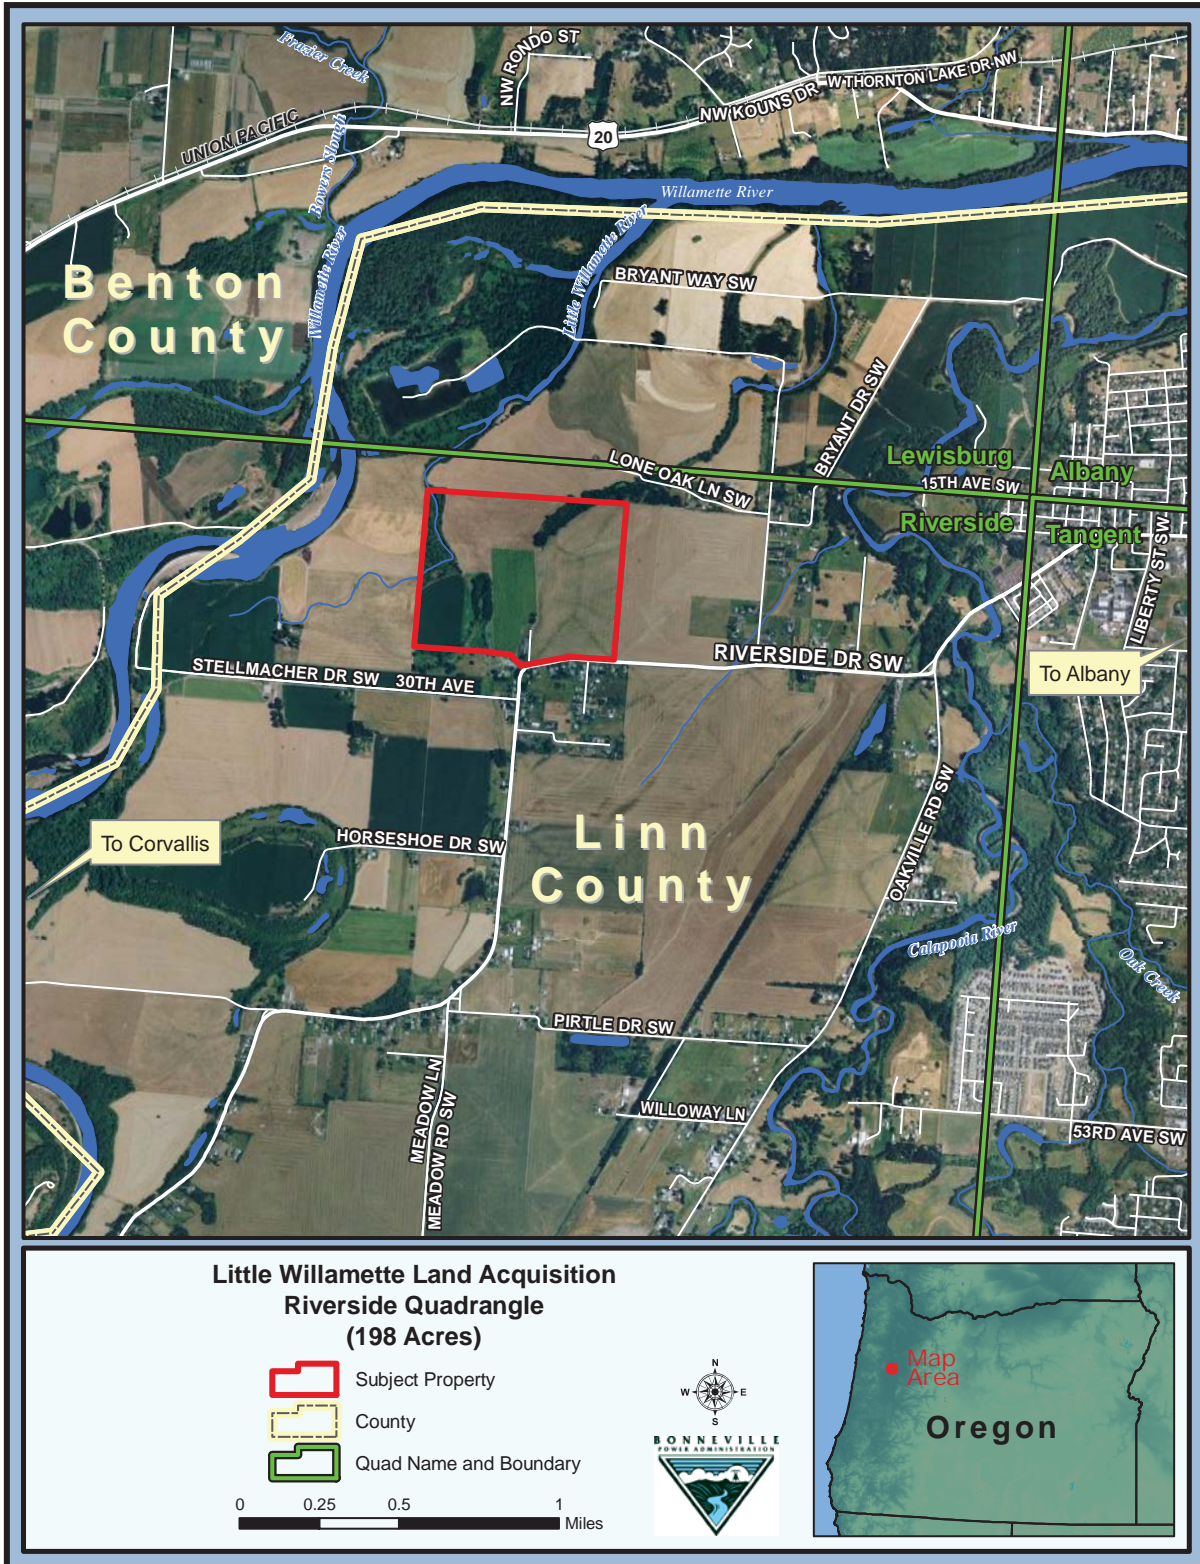 Frazier Creek
NW RONDO ST
W THORNTON LAKE DR NW
NW KOUNS DR
UNION PACIFIC
20
Bowers Slough
Willamette River
Willamette River
Little Willamette River
BRYANT WAY SW
Benton
County
BRYANT DR SW
LONE OAK LN SW
Lewisburg
Albany
15TH AVE SW
Riverside
Tangent
LIBERTY ST SW
RIVERSIDE DR SW
To Albany
STELLMACHER DR SW
30TH AVE
To Corvallis
HORSESHOE DR SW
Linn
County
OAKVILLE RD SW
Calapooia River
Oak Creek
PIRTLE DR SW
MEADOW LN
MEADOW RD SW
WILLOWAY LN
53RD AVE SW
Little Willamette Land Acquisition
Riverside Quadrangle
(198 Acres)
Subject Property
County
Quad Name and Boundary
0 0.25 0.5 1
Miles
N
W E
S
BONNEVILLE
POWER ADMINISTRATION
Map
Area
Oregon